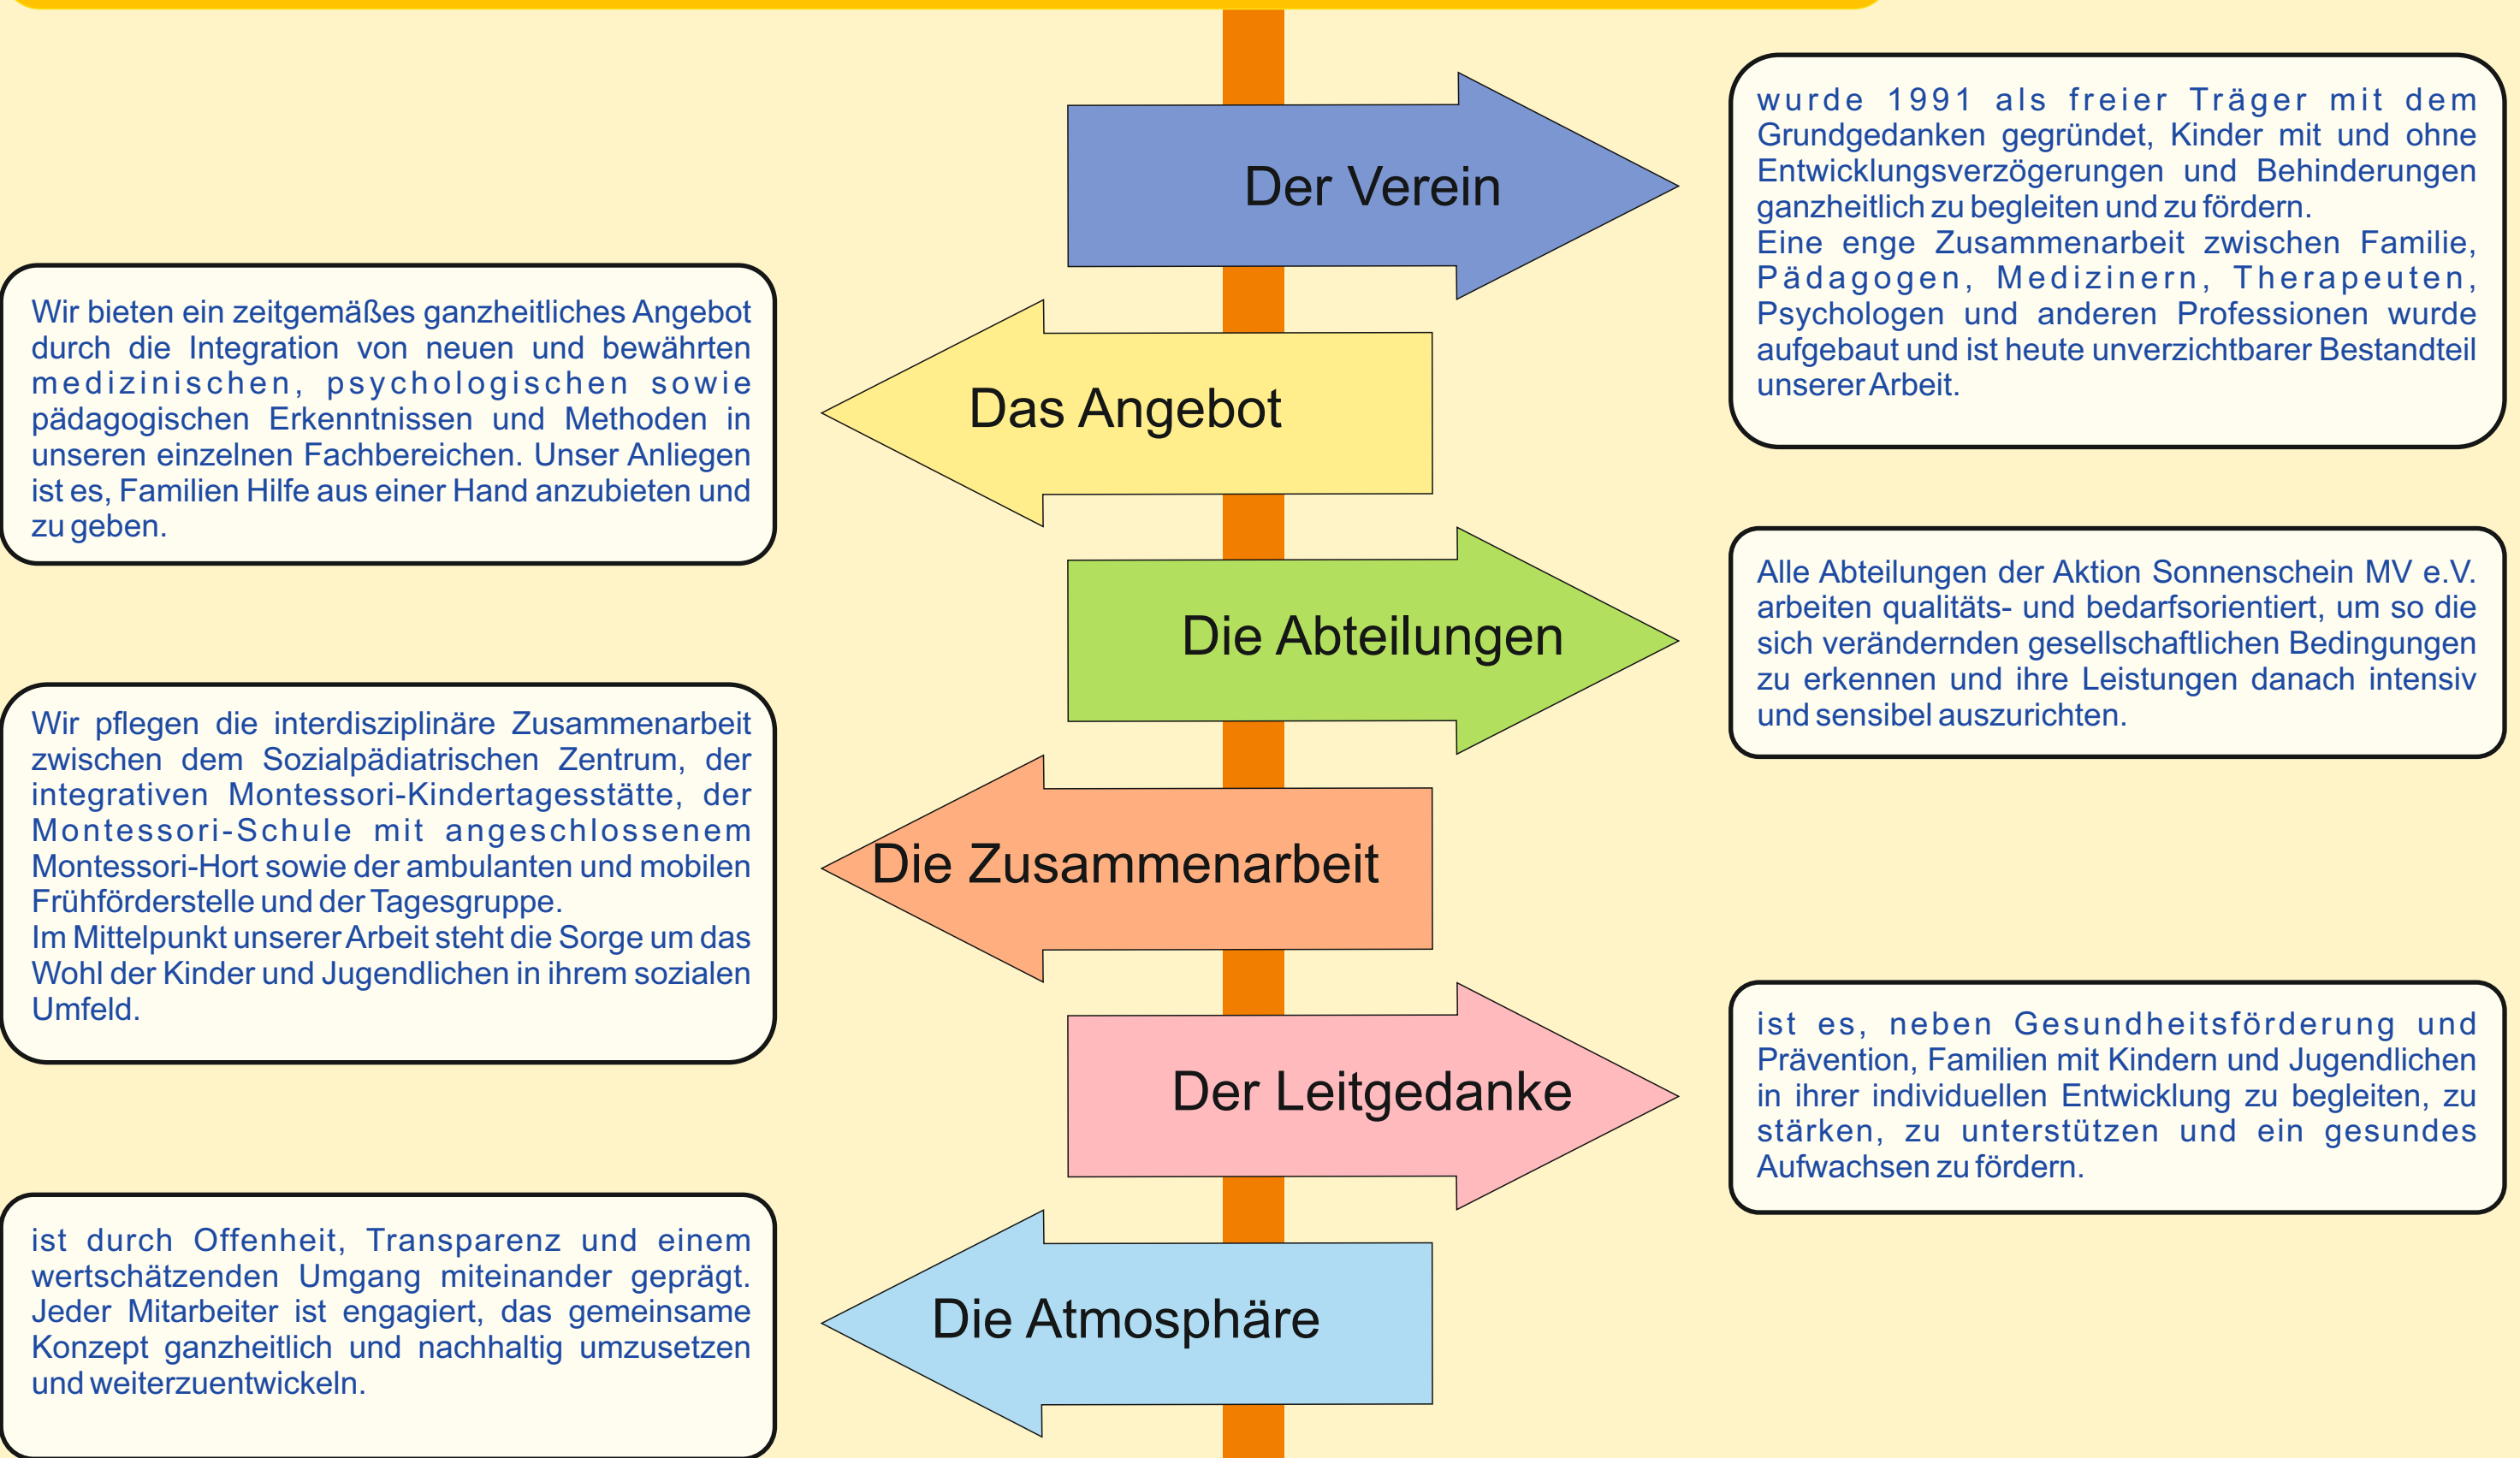 Der Verein
wurde 1991 als freier Träger mit dem
Grundgedanken gegründet, Kinder mit und ohne
Entwicklungsverzögerungen und Behinderungen
ganzheitlich zu begleiten und zu fördern.
Eine enge Zusammenarbeit zwischen Familie,
Pädagogen, Medizinern, Therapeuten,
Psychologen und anderen Professionen wurde
aufgebaut und ist heute unverzichtbarer Bestandteil
unserer Arbeit.
Das Angebot
Wir bieten ein zeitgemäßes ganzheitliches Angebot
durch die Integration von neuen und bewährten
medizinischen, psychologischen sowie
pädagogischen Erkenntnissen und Methoden in
unseren einzelnen Fachbereichen. Unser Anliegen
ist es, Familien Hilfe aus einer Hand anzubieten und
zu geben.
Die Abteilungen
Alle Abteilungen der Aktion Sonnenschein MV e.V.
arbeiten qualitäts- und bedarfsorientiert, um so die
sich verändernden gesellschaftlichen Bedingungen
zu erkennen und ihre Leistungen danach intensiv
und sensibel auszurichten.
Die Zusammenarbeit
Wir pflegen die interdisziplinäre Zusammenarbeit
zwischen dem Sozialpädiatrischen Zentrum, der
integrativen Montessori-Kindertagesstätte, der
Montessori-Schule mit angeschlossenem
Montessori-Hort sowie der ambulanten und mobilen
Frühförderstelle und der Tagesgruppe.
Im Mittelpunkt unserer Arbeit steht die Sorge um das
Wohl der Kinder und Jugendlichen in ihrem sozialen
Umfeld.
Der Leitgedanke
ist es, neben Gesundheitsförderung und
Prävention, Familien mit Kindern und Jugendlichen
in ihrer individuellen Entwicklung zu begleiten, zu
stärken, zu unterstützen und ein gesundes
Aufwachsen zu fördern.
Die Atmosphäre
ist durch Offenheit, Transparenz und einem
wertschätzenden Umgang miteinander geprägt.
Jeder Mitarbeiter ist engagiert, das gemeinsame
Konzept ganzheitlich und nachhaltig umzusetzen
und weiterzuentwickeln.